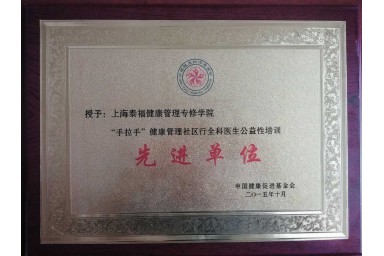 授予：上海泰福健康管理专修学院
“手拉手”健康管理社区行全科医生公益性培训
先进单位
中国健康促进基金会
二〇一五年十月